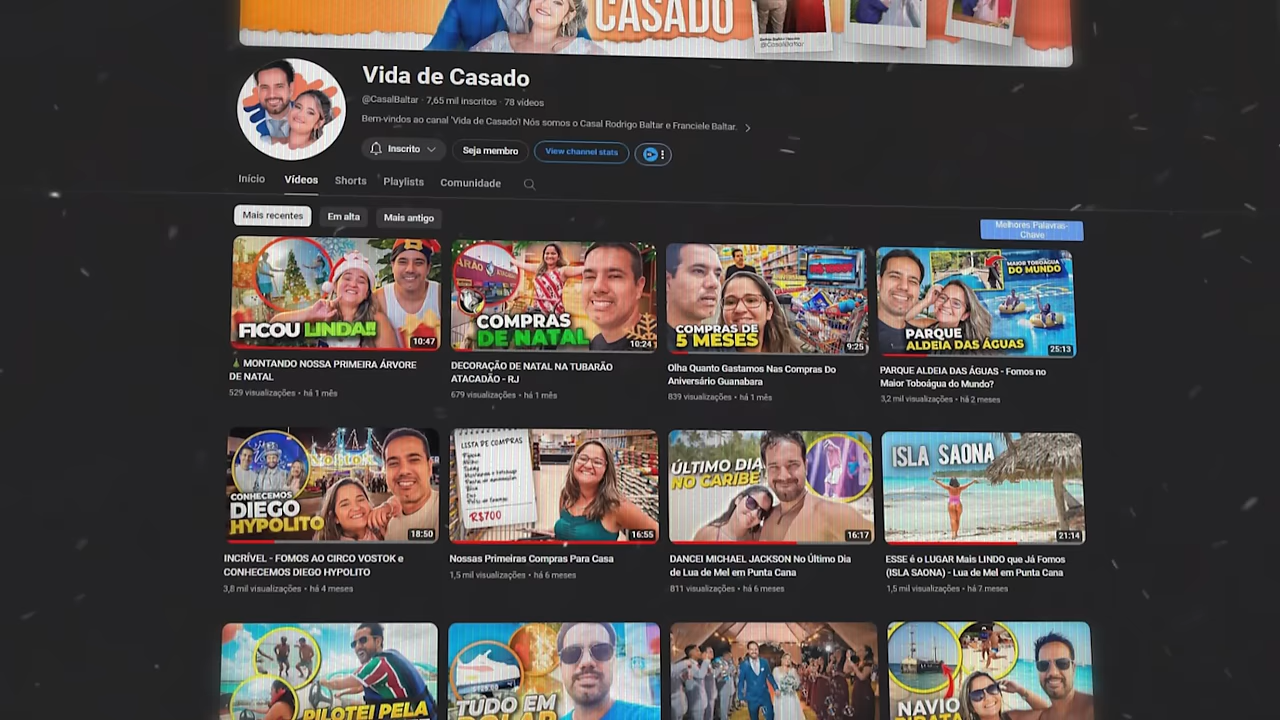 CASADO
@CasalBaltar
Vida de Casado
@CasalBaltar · 7,65 mil inscritos · 78 vídeos
Bem-vindos ao canal 'Vida de Casado'! Nós somos o Casal Rodrigo Baltar e Franciele Baltar.
Inscrito
Seja membro
View channel stats
Início
Vídeos
Shorts
Playlists
Comunidade
Mais recentes
Em alta
Mais antigo
Melhores Palavras-
Chave
FICOU LINDA!!
10:47
COMPRAS
DE NATAL
10:24
COMPRAS DE
5 MESES
9:25
MAIOR TOBOÁGUA
DO MUNDO
PARQUE
ALDEIA DAS ÁGUAS
25:13
MONTANDO NOSSA PRIMEIRA ÁRVORE
DE NATAL
529 visualizações • há 1 mês
DECORAÇÃO DE NATAL NA TUBARÃO
ATACADÃO - RJ
679 visualizações • há 1 mês
Olha Quanto Gastamos Nas Compras Do
Aniversário Guanabara
839 visualizações • há 1 mês
PARQUE ALDEIA DAS ÁGUAS - Fomos no
Maior Toboágua do Mundo?
3,2 mil visualizações • há 2 meses
CONHECEMOS
DIEGO
HYPOLITO
18:50
LISTA DE COMPRAS
R$700
16:55
ÚLTIMO DIA
NO CARIBE
16:17
ISLA SAONA
21:14
INCRÍVEL - FOMOS AO CIRCO VOSTOK e
CONHECEMOS DIEGO HYPOLITO
3,8 mil visualizações • há 4 meses
Nossas Primeiras Compras Para Casa
1,5 mil visualizações • há 6 meses
DANCEI MICHAEL JACKSON No Último Dia
de Lua de Mel em Punta Cana
811 visualizações • há 6 meses
ESSE é o LUGAR Mais LINDO que Já Fomos
(ISLA SAONA) - Lua de Mel em Punta Cana
1,5 mil visualizações • há 7 meses
PILOTEI PELA
TUDO EM
DOLAR
NAVIO
PIRATA